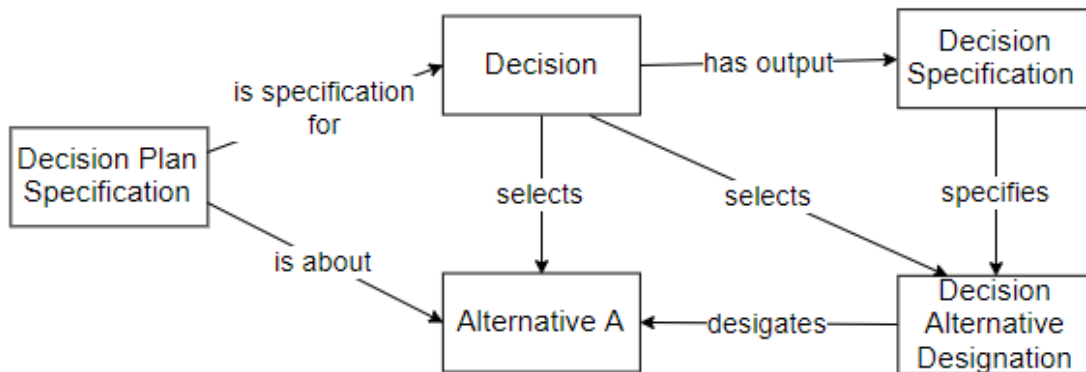 Decision
has output
Decision
Specification
is specification
for
Decision Plan
Specification
selects
selects
specifies
is about
Alternative A
desigates
Decision
Alternative
Designation